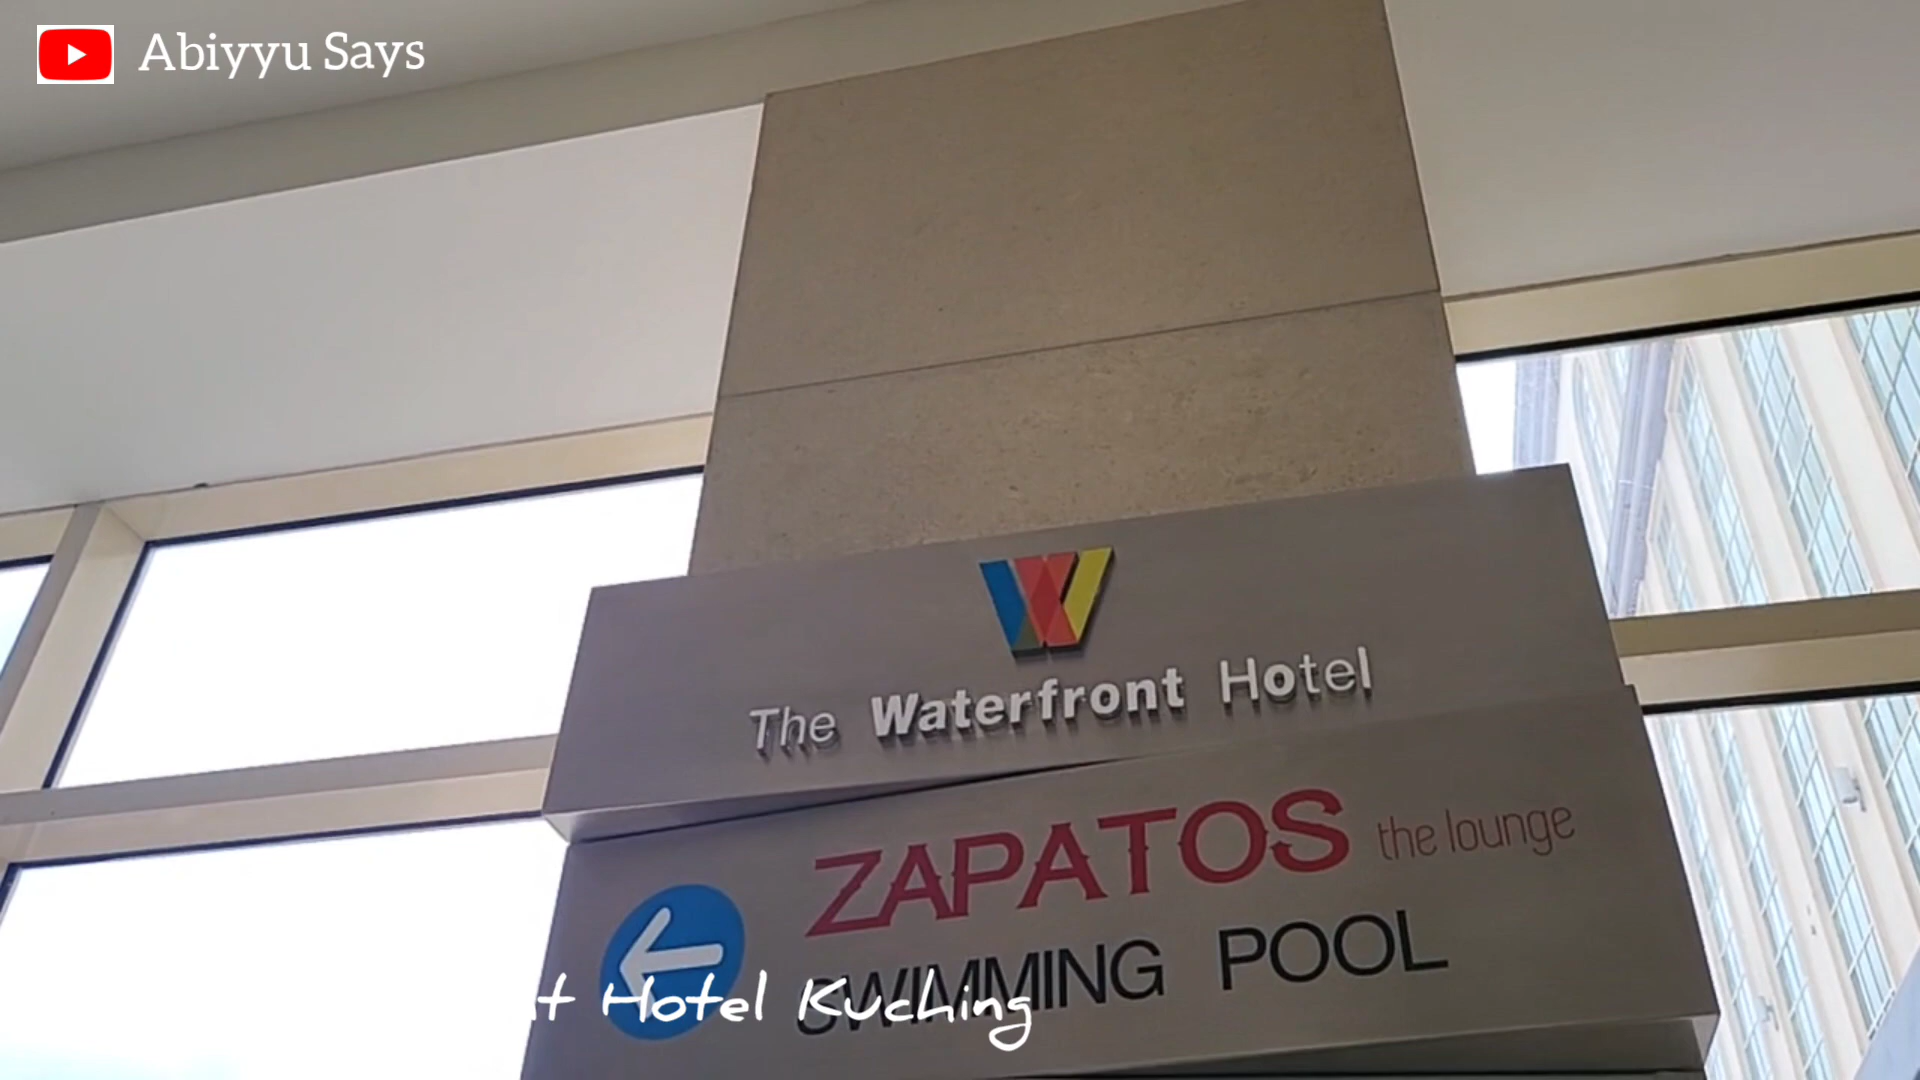 Abiyyu Says
The Waterfront Hotel
ZAPATOS the lounge
SWIMMING POOL
Hotel Kuching